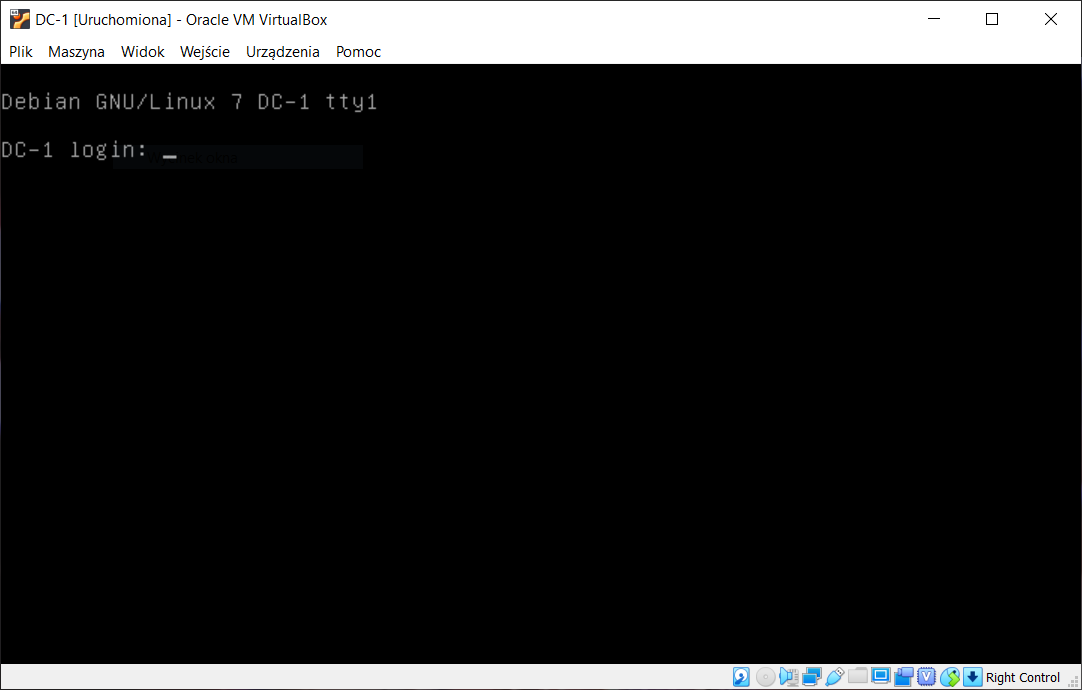 DC-1 [Uruchomiona] - Oracle VM VirtualBox
Plik Maszyna Widok Wejście Urządzenia Pomoc
Debian GNU/Linux 7 DC-1 tty1
DC-1 login: _
Right Control